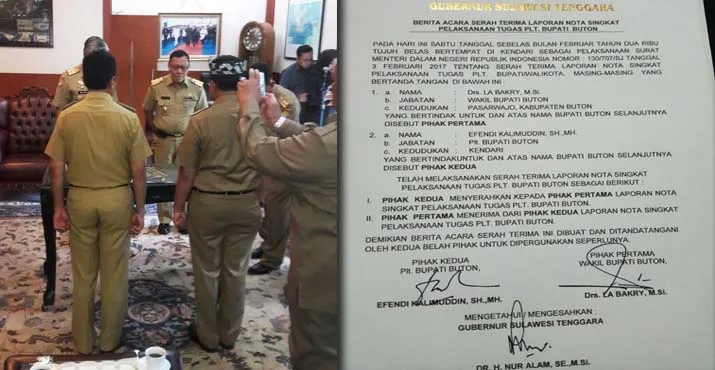 GUBERNUR SULAWESI TENGGARA
BERITA ACARA SERAH TERIMA LAPORAN NOTA SINGKAT
PELAKSANAAN TUGAS PLT. BUPATI BUTON
PADA HARI INI SABTU TANGGAL SEBELAS BULAN FEBRUAR TAHUN DUA RIBU
TUJUH BELAS BERTEMPAT DI KENDARI SEBAGAI PELAKSANAAN SURAT
MENTERI DALAM NEGERI REPUBLIK INDONESIA NOMOR : 130/707/SJ TANGGAL
3 FEBRUARI 2017 TENTANG SERAH TERIMA LAPORAN NOTA SINGKAT
PELAKSANAAN TUGAS PLT. BUPATI/WALIKOTA, MASING-MASING YANG
BERTANDA TANGAN DI BAWAH INI :
1. a. NAMA : Drs. LA BAKRY, M.Si.
b. JABATAN : WAKIL BUPATI BUTON
c. KEDUDUKAN : PASARWAJO, KABUPATEN BUTON
YANG BERTINDAK UNTUK DAN ATAS NAMA BUPATI BUTON SELANJUTNYA
DISEBUT PIHAK PERTAMA
2. a. NAMA : EFENDI KALIMUDDIN, SH.,MH.
b. JABATAN : Plt. BUPATI BUTON
c. KEDUDUKAN : KENDARI
YANG BERTINDAKUNTUK DAN ATAS NAMA BUPATI BUTON SELANJUTNYA
DISEBUT PIHAK KEDUA
TELAH MELAKSANAKAN SERAH TERIMA LAPORAN NOTA SINGKAT
PELAKSANAAN TUGAS PLT. BUPATI BUTON SEBAGAI BERIKUT :
I. PIHAK KEDUA MENYERAHKAN KEPADA PIHAK PERTAMA LAPORAN NOTA
SINGKAT PELAKSANAAN TUGAS PLT. BUPATI BUTON.
II. PIHAK PERTAMA MENERIMA DARI PIHAK KEDUA LAPORAN NOTA SINGKAT
PELAKSANAAN TUGAS PLT. BUPATI BUTON.
DEMIKIAN BERITA ACARA SERAH TERIMA INI DIBUAT DAN DITANDATANGANI
OLEH KEDUA BELAH PIHAK UNTUK DIPERGUNAKAN SEPERLUNYA.
PIHAK KEDUA
Plt. BUPATI BUTON,
EFENDI KALIMUDDIN, SH.,MH.
PIHAK PERTAMA
WAKIL BUPATI BUTON,
Drs. LA BAKRY, M.Si.
MENGETAHUI / MENGESAHKAN :
GUBERNUR SULAWESI TENGGARA
DR. H. NUR ALAM, SE.,M.Si.